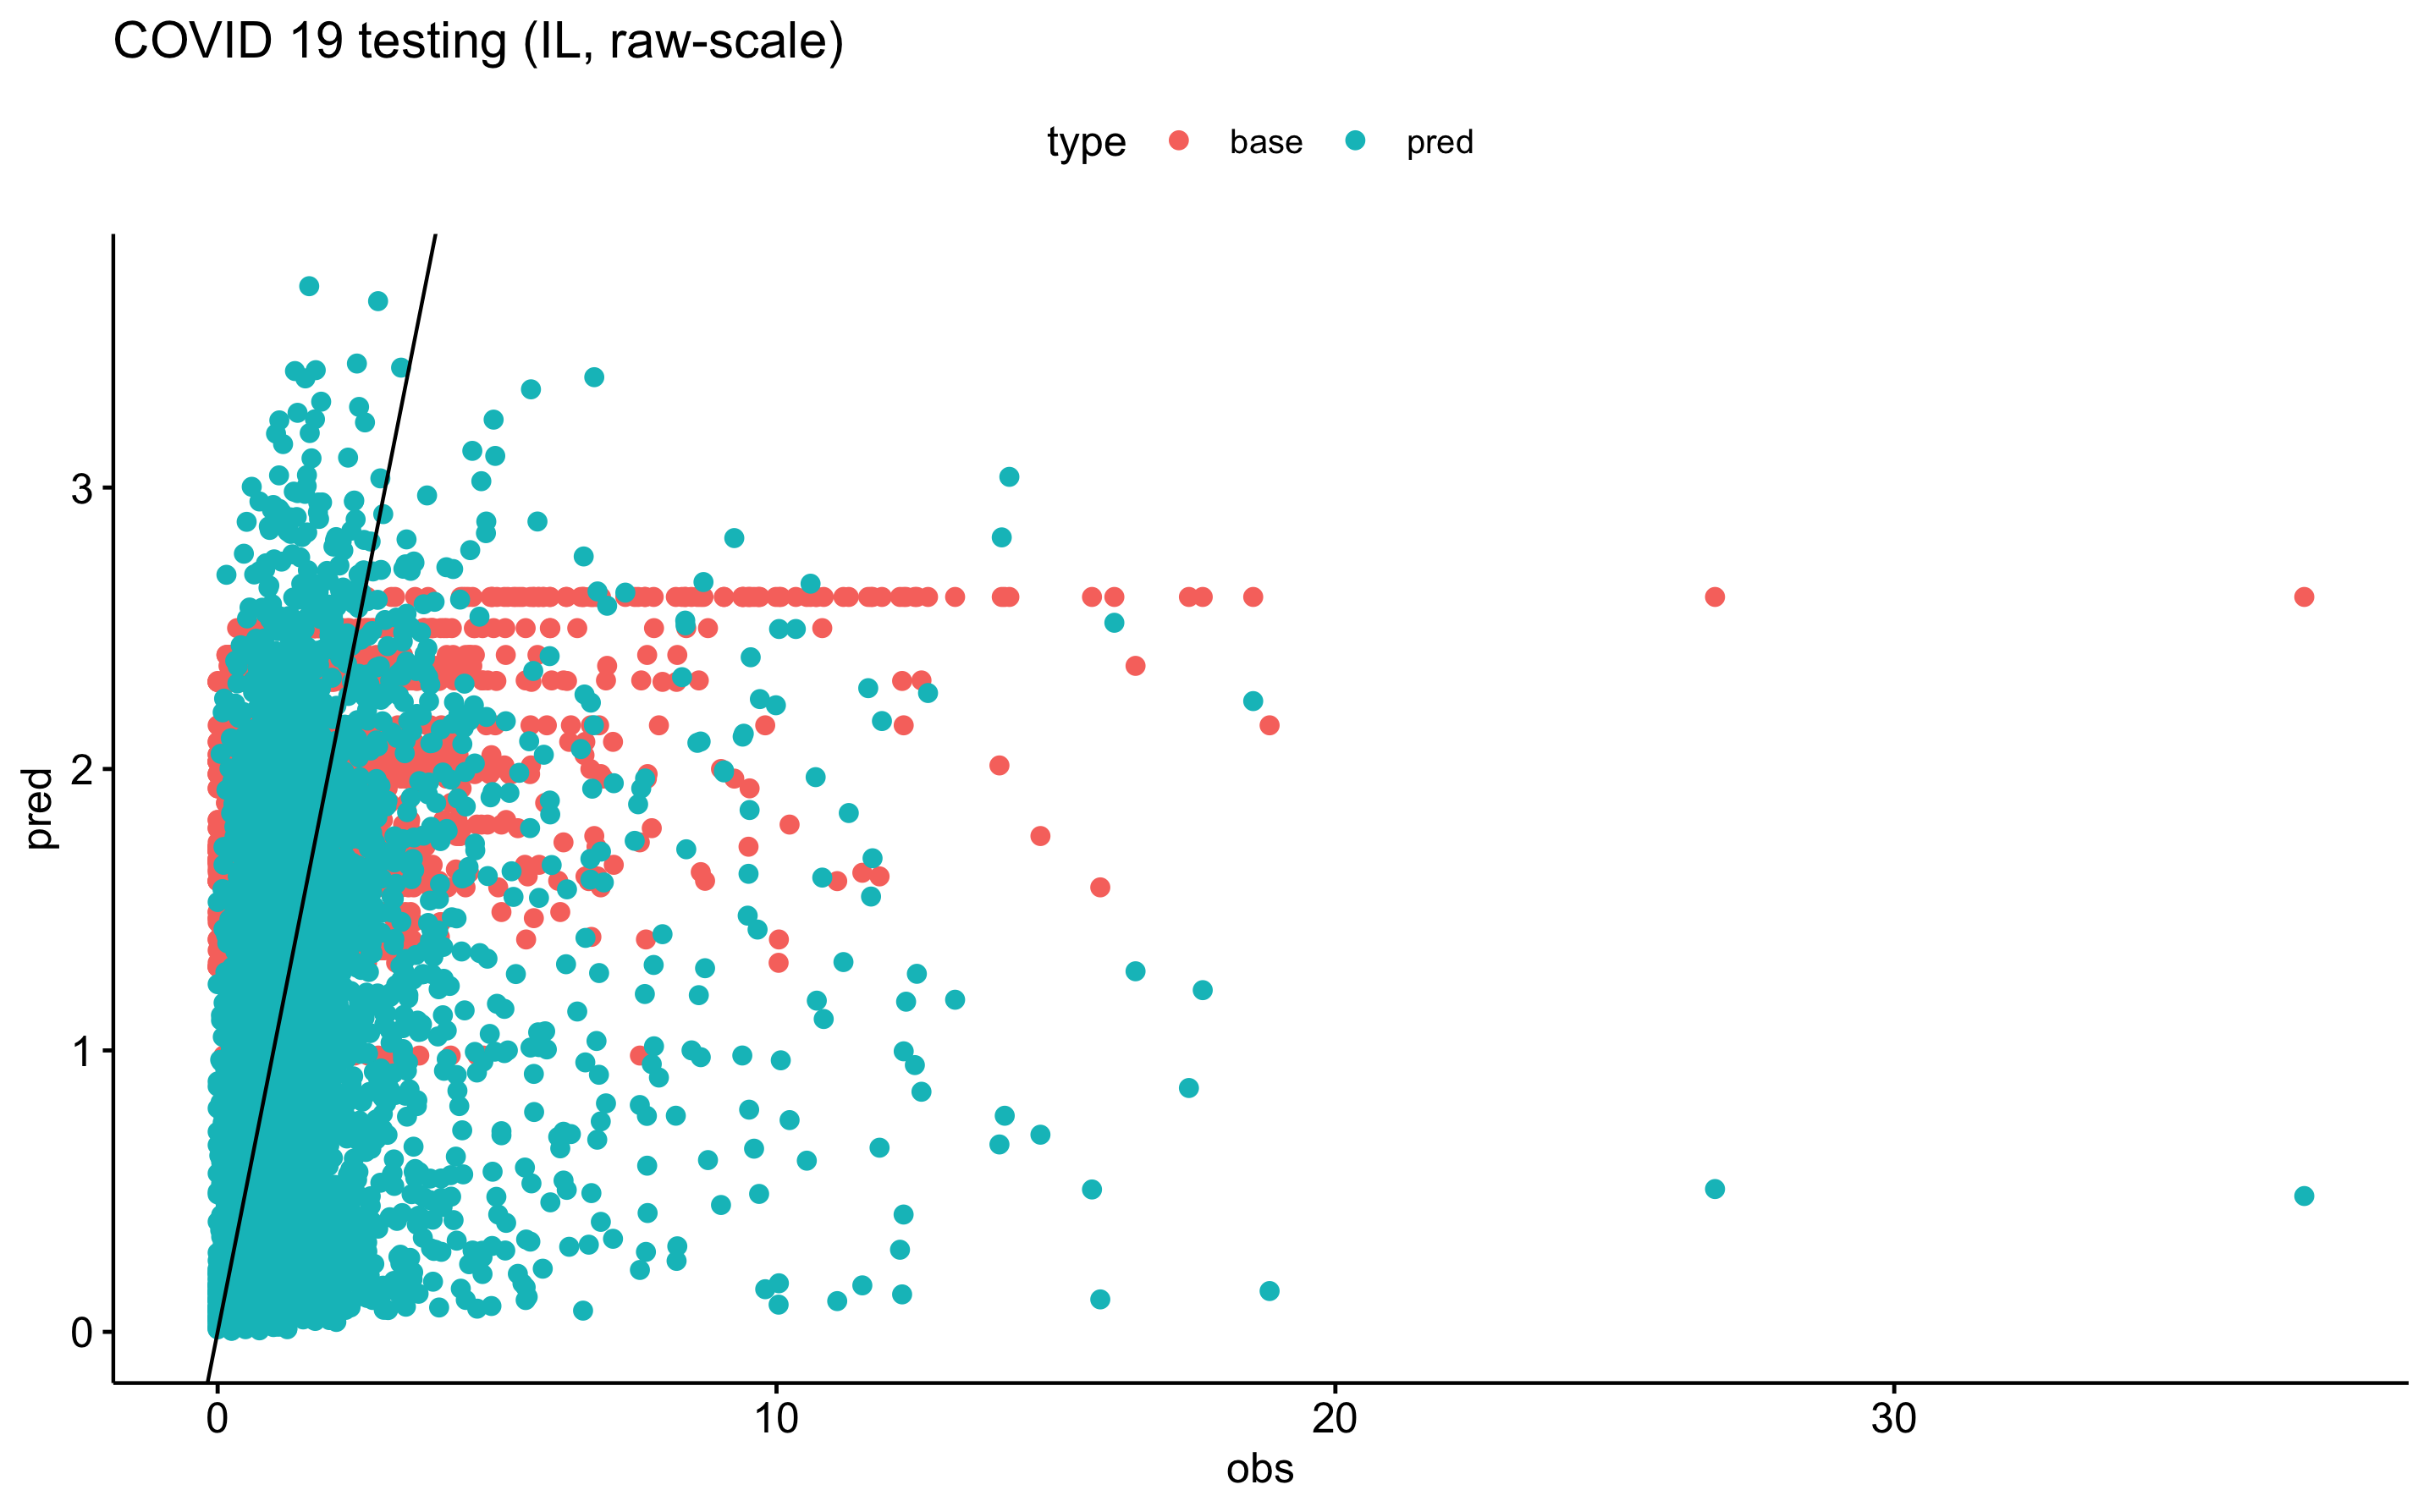 COVID 19 testing (IL, raw-scale)
type base pred
3
2
1
0
pred
0 10 20 30
obs